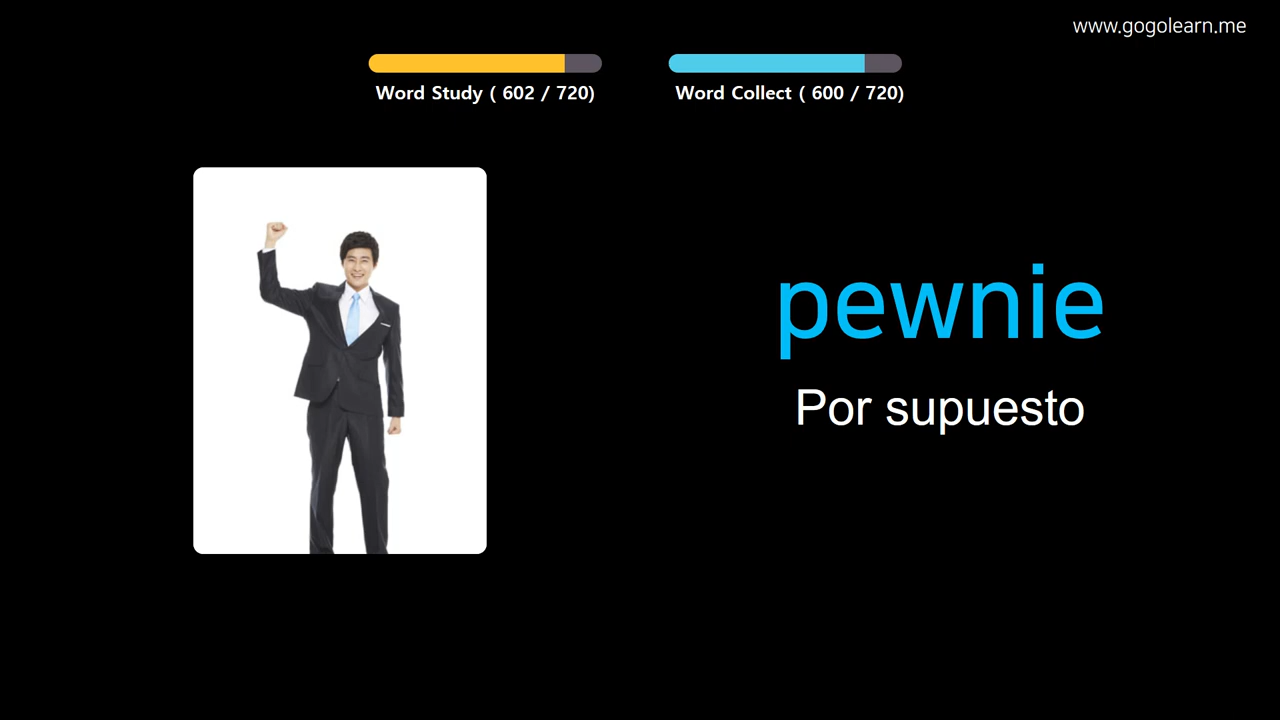 www.gogolearn.me
Word Study ( 602 / 720)
Word Collect ( 600 / 720)
pewnie
Por supuesto